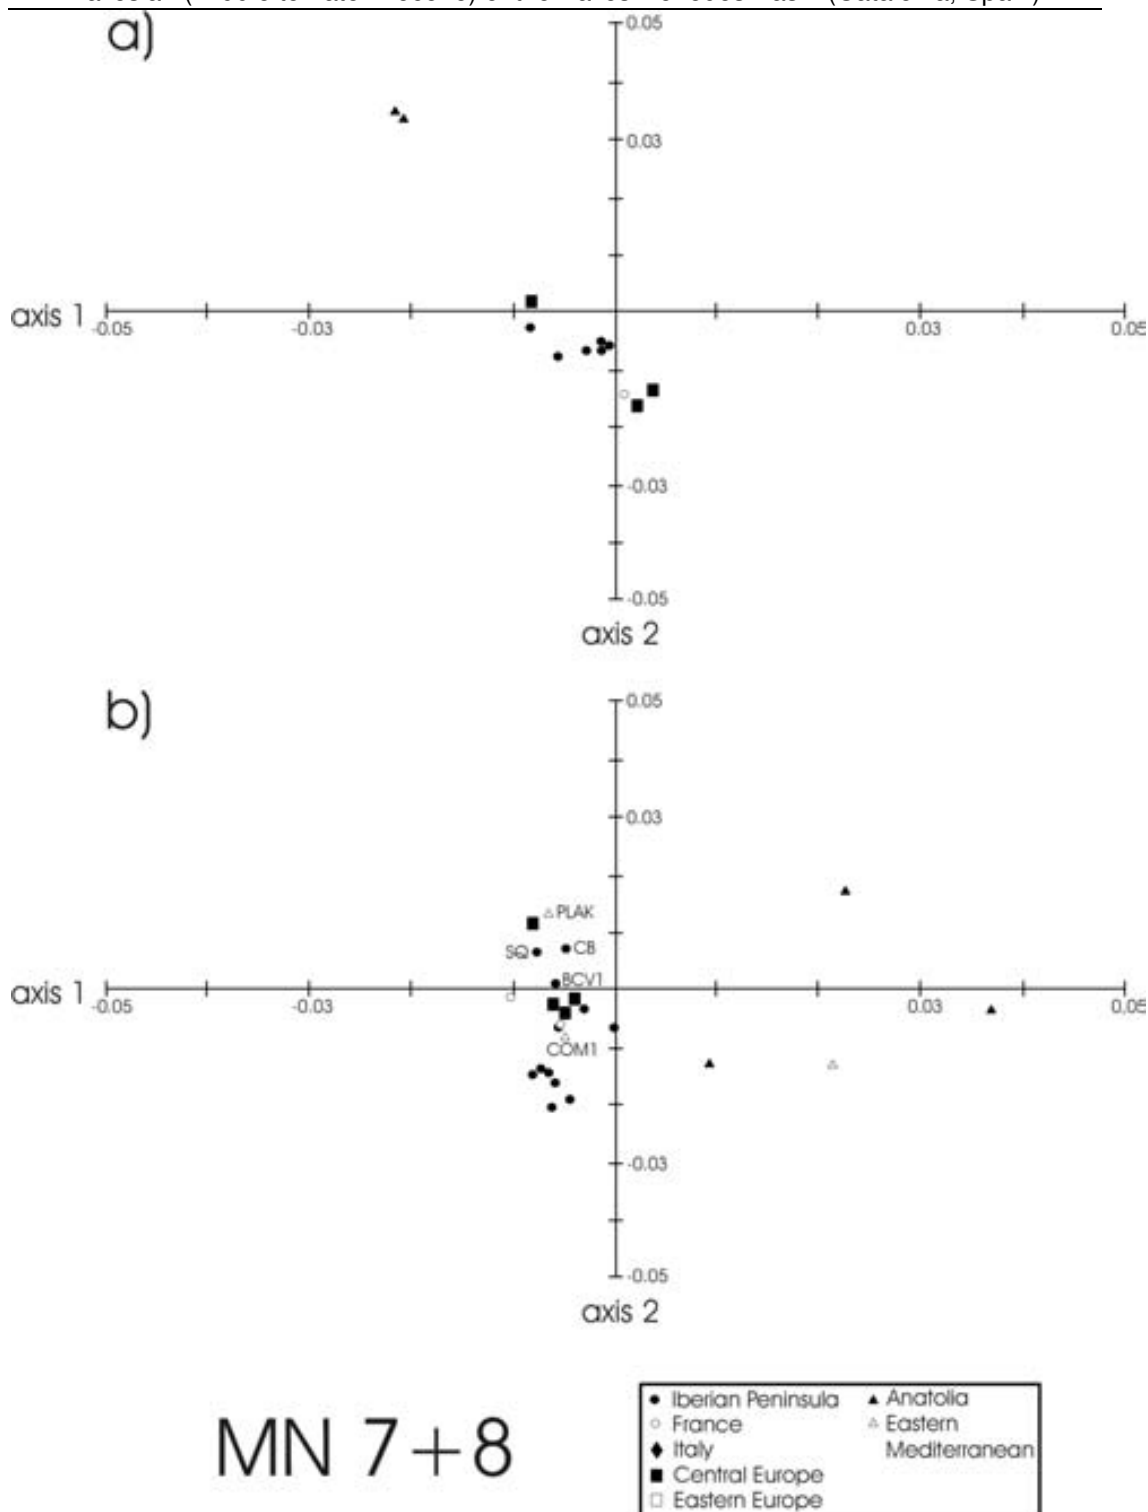 a)
0.05
0.03
axis 1
-0.05
-0.03
0.03
0.05
-0.03
-0.05
axis 2
b)
0.05
0.03
PLAK
SQ
CB
BCV1
axis 1
-0.05
-0.03
0.03
0.05
COM1
-0.03
-0.05
axis 2
MN 7+8
Iberian Peninsula
Anatolia
France
Eastern
Italy
Mediterranean
Central Europe
Eastern Europe